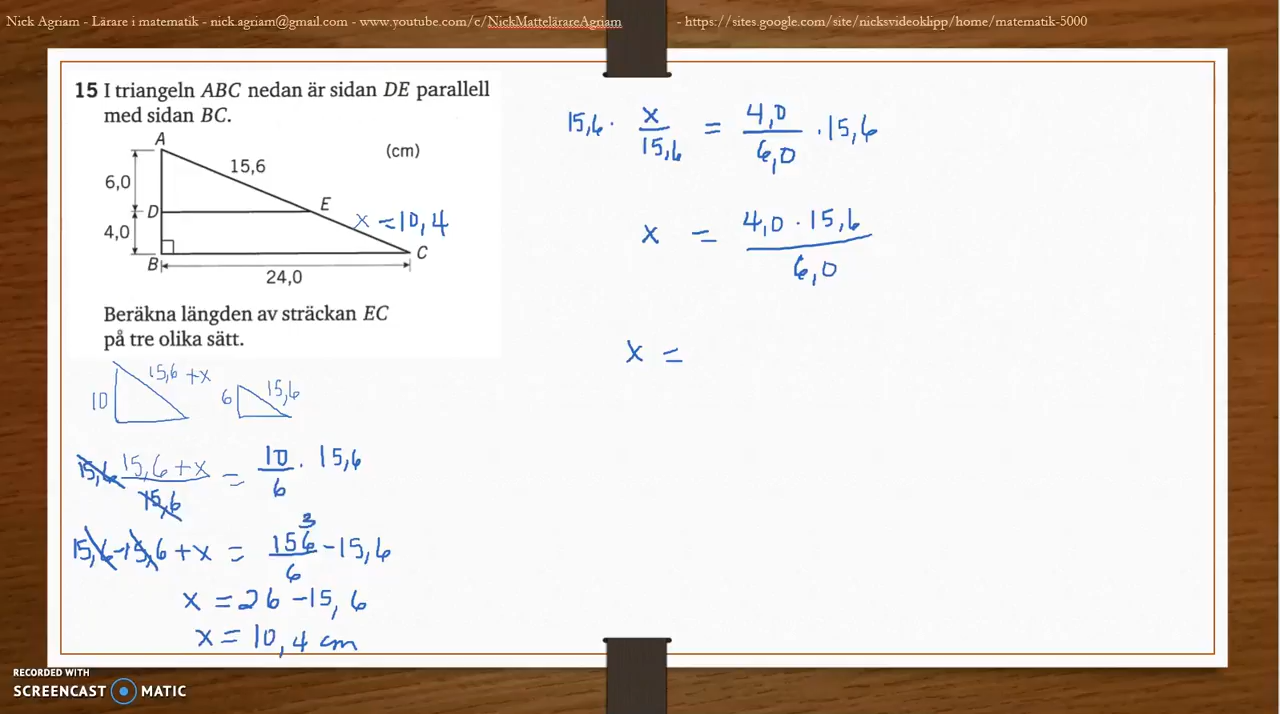 Nick Agriam - Lärare i matematik - nick.agriam@gmail.com - www.youtube.com/c/NickMattelärareAgriam - https://sites.google.com/site/nicksvideoklipp/home/matematik-5000
15 I triangeln ABC nedan är sidan DE parallell
med sidan BC.
A
15,6
(cm)
6,0
D
E
x = 10,4
4,0
B
C
24,0
Beräkna längden av sträckan EC
på tre olika sätt.
10
15,6 + x
6
15,6
15,6 15,6 + x / 15,6 = 10/6 · 15,6
15,6 - 15,6 + x = 156/6 - 15,6
3
x = 26 - 15,6
x = 10,4 cm
15,6 · x/15,6 = 4,0/6,0 · 15,6
x = 4,0 · 15,6 / 6,0
x =
RECORDED WITH
SCREENCAST MATIC